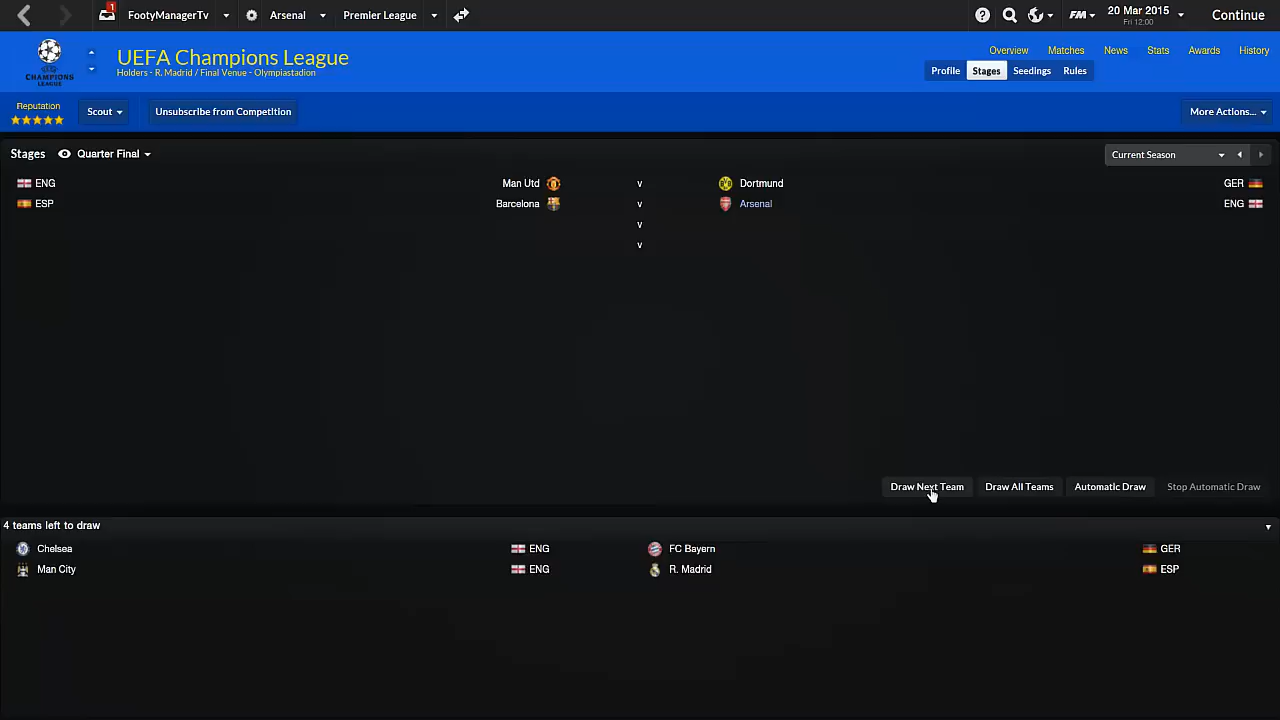 1 FootyManagerTv Arsenal Premier League FM 20 Mar 2015 Fri 12:00 Continue
CHAMPIONS LEAGUE
UEFA Champions League
Holders - R. Madrid / Final Venue - Olympiastadion
Overview Matches News Stats Awards History
Profile Stages Seedings Rules
Reputation
Scout Unsubscribe from Competition More Actions...
Stages Quarter Final Current Season
ENG Man Utd v Dortmund GER
ESP Barcelona v Arsenal ENG
v
v
Draw Next Team Draw All Teams Automatic Draw Stop Automatic Draw
4 teams left to draw
Chelsea ENG FC Bayern GER
Man City ENG R. Madrid ESP